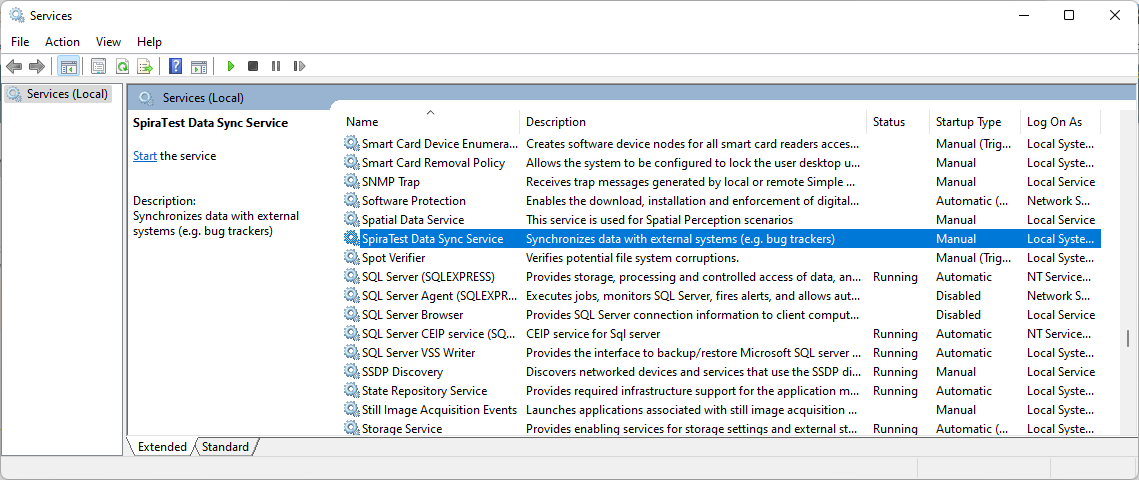 Services
File Action View Help
Services (Local)
Services (Local)
SpiraTest Data Sync Service
Start the service
Description:
Synchronizes data with external
systems (e.g. bug trackers)
Name Description Status Startup Type Log On As
Smart Card Device Enumera... Creates software device nodes for all smart card readers acces... Manual (Trig... Local Syste...
Smart Card Removal Policy Allows the system to be configured to lock the user desktop u... Manual Local Syste...
SNMP Trap Receives trap messages generated by local or remote Simple ... Manual Local Service
Software Protection Enables the download, installation and enforcement of digital... Automatic (... Network S...
Spatial Data Service This service is used for Spatial Perception scenarios Manual Local Service
SpiraTest Data Sync Service Synchronizes data with external systems (e.g. bug trackers) Manual Local Syste...
Spot Verifier Verifies potential file system corruptions. Manual (Trig... Local Syste...
SQL Server (SQLEXPRESS) Provides storage, processing and controlled access of data, an... Running Automatic NT Service...
SQL Server Agent (SQLEXPR... Executes jobs, monitors SQL Server, fires alerts, and allows aut... Disabled Network S...
SQL Server Browser Provides SQL Server connection information to client comput... Disabled Local Service
SQL Server CEIP service (SQ... CEIP service for Sql server Running Automatic NT Service...
SQL Server VSS Writer Provides the interface to backup/restore Microsoft SQL server ... Running Automatic Local Syste...
SSDP Discovery Discovers networked devices and services that use the SSDP di... Running Manual Local Service
State Repository Service Provides required infrastructure support for the application m... Running Automatic Local Syste...
Still Image Acquisition Events Launches applications associated with still image acquisition ... Manual Local Syste...
Storage Service Provides enabling services for storage settings and external st... Running Automatic (... Local Syste...
Extended Standard